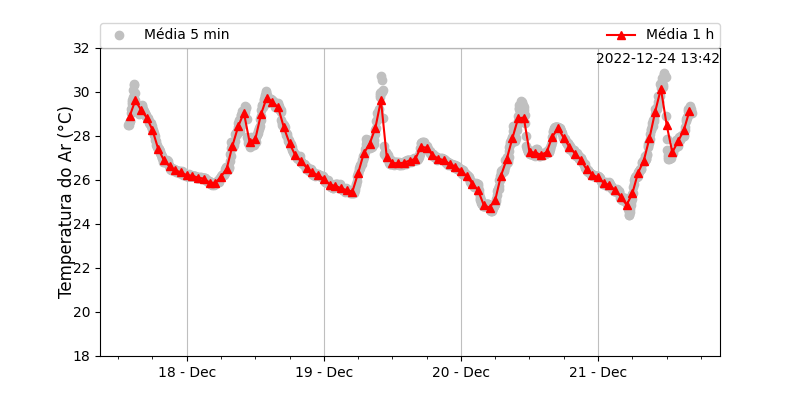 Média 5 min
Média 1 h
2022-12-24 13:42
Temperatura do Ar (°C)
32
30
28
26
24
22
20
18
18 - Dec
19 - Dec
20 - Dec
21 - Dec